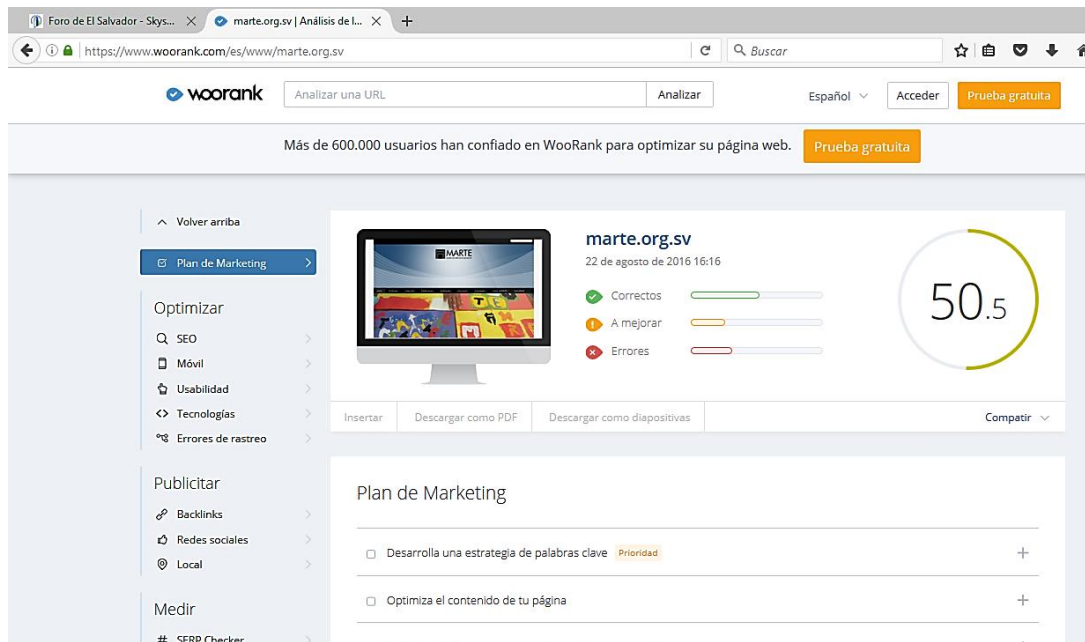 Foro de El Salvador - Skys...
marte.org.sv | Análisis de l...
https://www.woorank.com/es/www/marte.org.sv
Buscar
woorank
Analizar una URL
Analizar
Español
Acceder
Prueba gratuita
Más de 600.000 usuarios han confiado en WooRank para optimizar su página web.
Prueba gratuita
Volver arriba
Plan de Marketing
Optimizar
SEO
Móvil
Usabilidad
Tecnologías
Errores de rastreo
Publicitar
Backlinks
Redes sociales
Local
Medir
# SERP Checker
MARTE
marte.org.sv
22 de agosto de 2016 16:16
Correctos
A mejorar
Errores
50.5
Insertar
Descargar como PDF
Descargar como diapositivas
Compatir
Plan de Marketing
Desarrolla una estrategia de palabras clave Prioridad
Optimiza el contenido de tu página